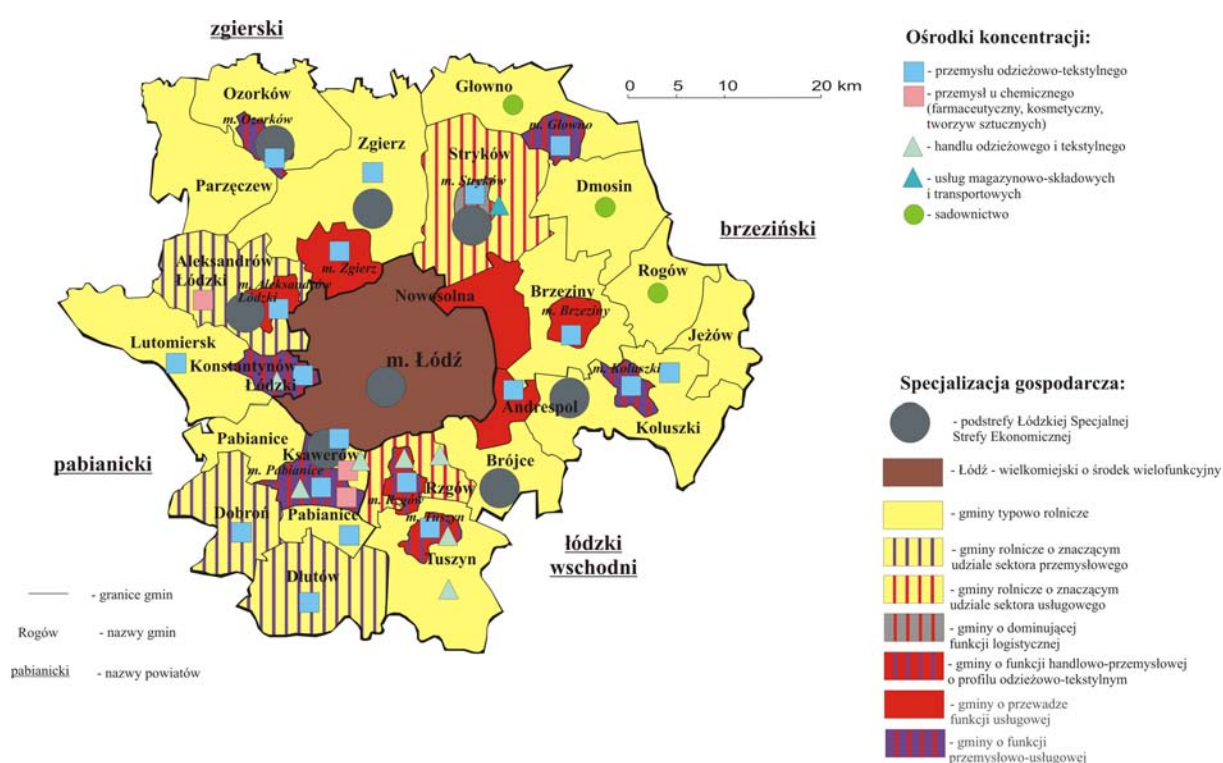 zgierski
Ośrodki koncentracji:
- przemysłu odzieżowo-tekstylnego
- przemysł u chemicznego
(farmaceutyczny, kosmetyczny,
tworzyw sztucznych)
- handlu odzieżowego i tekstylnego
- usług magazynowo-składowych
i transportowych
- sadownictwo
0 5 10 20 km
Ozorków
m. Ozorków
Głowno
m. Głowno
Zgierz
Stryków
m. Stryków
Parzęczew
Dmosin
brzeziński
Aleksandrów
Łódzki
m. Aleksandrów
Łódzki
m. Zgierz
Rogów
Nowosolna
Brzeziny
m. Brzeziny
Jeżów
Lutomiersk
Konstantynów
Łódzki
m. Łódź
m. Koluszki
Andrespol
Koluszki
Pabianice
Ksawerów
Brójce
pabianicki
m. Pabianice
Rzgów
m. Rzgów
Dobroń
Pabianice
m. Tuszyn
Tuszyn
łódzki
wschodni
Dłutów
- granice gmin
Rogów - nazwy gmin
pabianicki - nazwy powiatów
Specjalizacja gospodarcza:
- podstrefy Łódzkiej Specjalnej
Strefy Ekonomicznej
- Łódź - wielkomiejski o środek wielofunkcyjny
- gminy typowo rolnicze
- gminy rolnicze o znaczącym
udziale sektora przemysłowego
- gminy rolnicze o znaczącym
udziale sektora usługowego
- gminy o dominującej
funkcji logistycznej
- gminy o funkcji handlowo-przemysłowej
o profilu odzieżowo-tekstylnym
- gminy o przewadze
funkcji usługowej
- gminy o funkcji
przemysłowo-usługowej